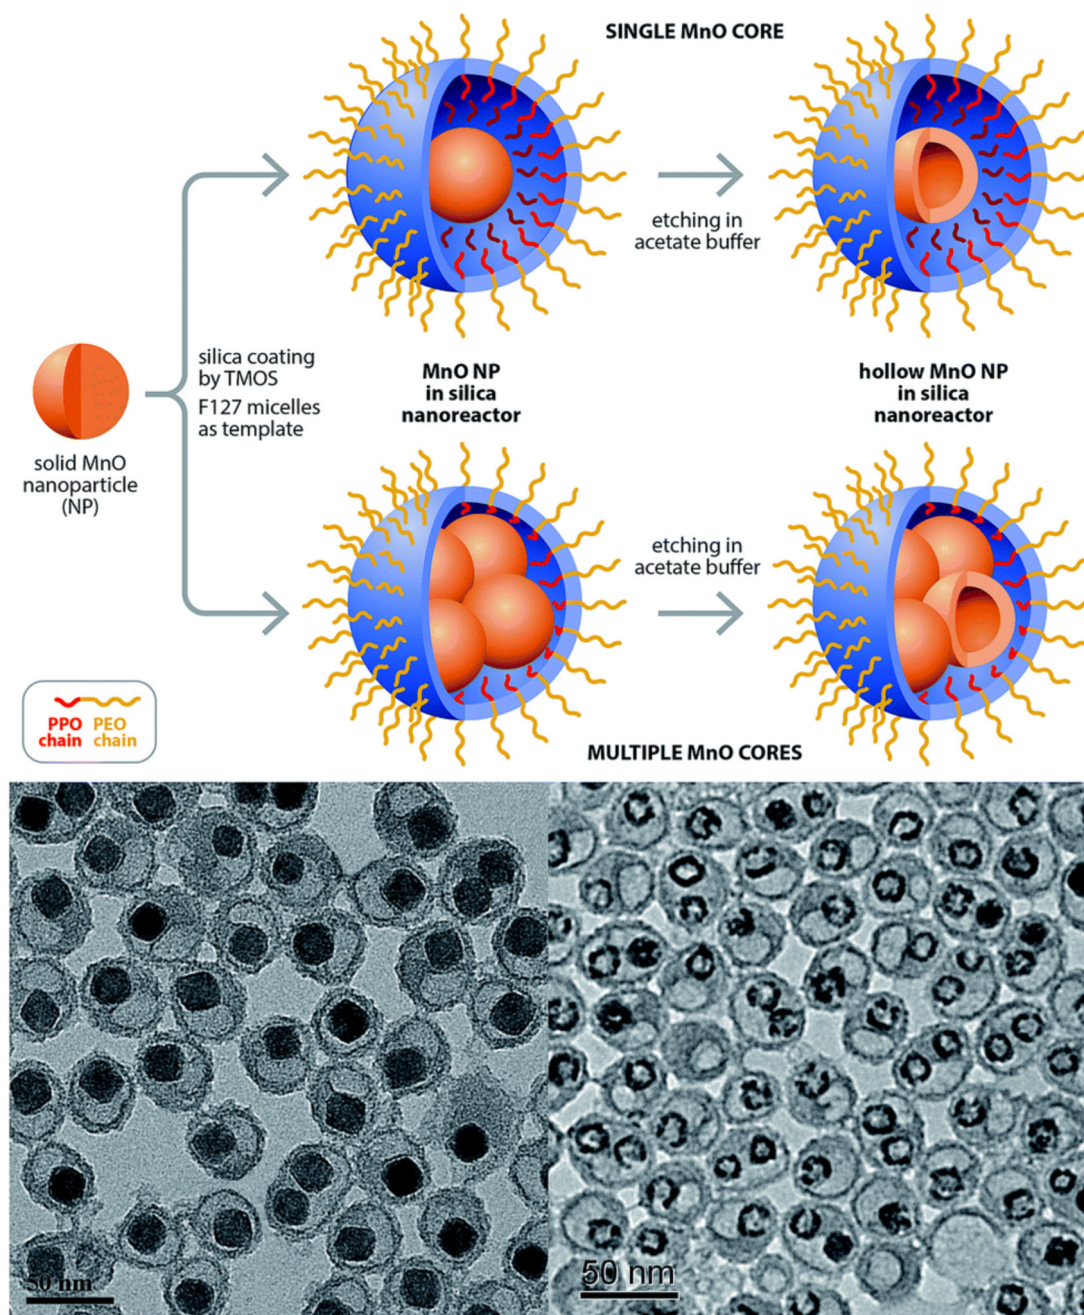 SINGLE MnO CORE
etching in
acetate buffer
silica coating
by TMOS
F127 micelles
as template
solid MnO
nanoparticle
(NP)
MnO NP
in silica
nanoreactor
hollow MnO NP
in silica
nanoreactor
etching in
acetate buffer
PPO PEO
chain chain
MULTIPLE MnO CORES
50 nm
50 nm